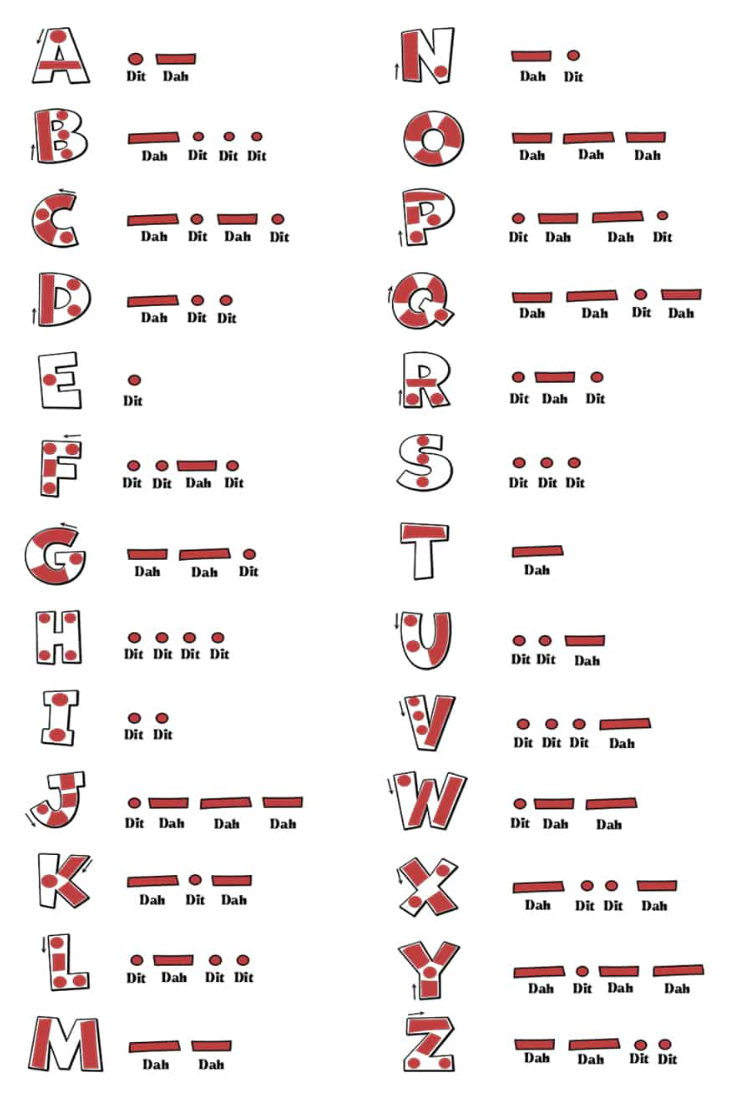 A
Dit Dah
B
Dah Dit Dit Dit
C
Dah Dit Dah Dit
D
Dah Dit Dit
E
Dit
F
Dit Dit Dah Dit
G
Dah Dah Dit
H
Dit Dit Dit Dit
I
Dit Dit
J
Dit Dah Dah Dah
K
Dah Dit Dah
L
Dit Dah Dit Dit
M
Dah Dah
N
Dah Dit
O
Dah Dah Dah
P
Dit Dah Dah Dit
Q
Dah Dah Dit Dah
R
Dit Dah Dit
S
Dit Dit Dit
T
Dah
U
Dit Dit Dah
V
Dit Dit Dit Dah
W
Dit Dah Dah
X
Dah Dit Dit Dah
Y
Dah Dit Dah Dah
Z
Dah Dah Dit Dit